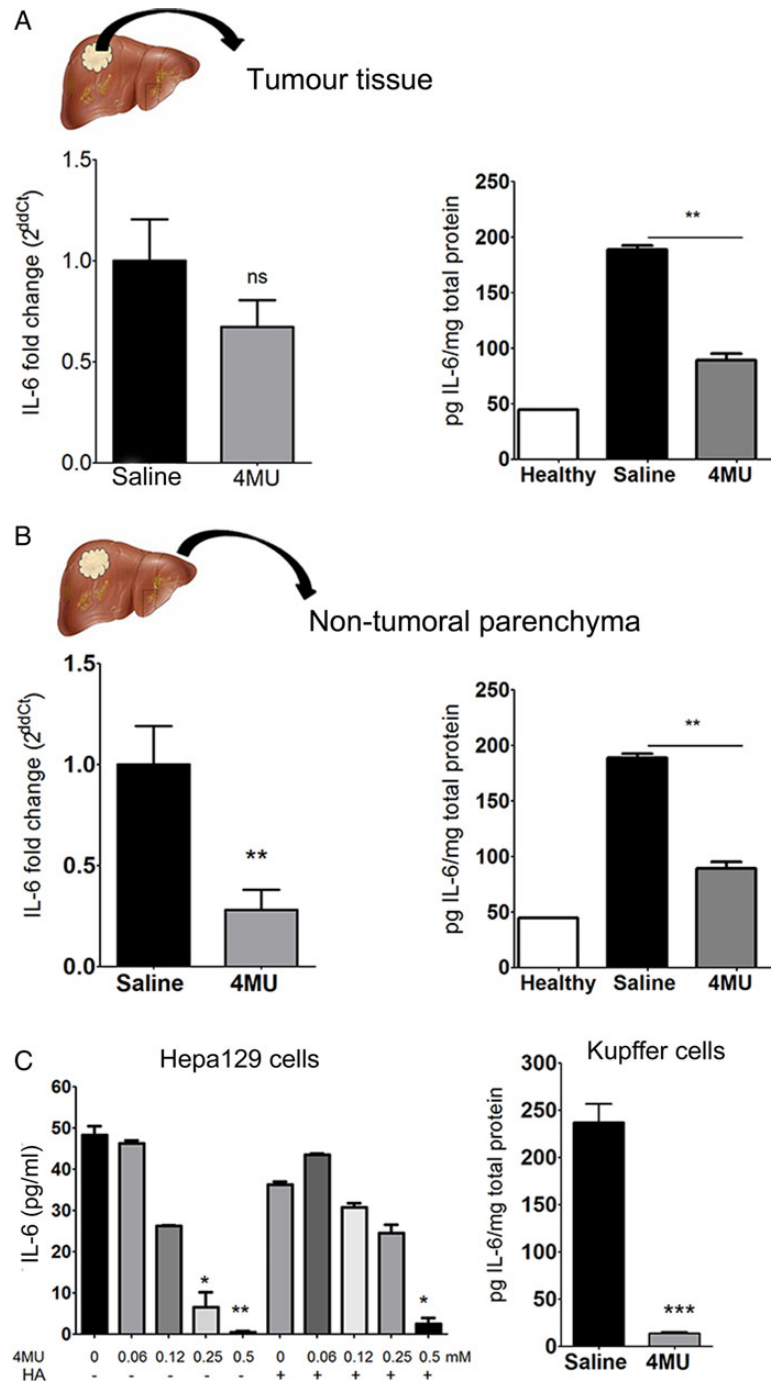 A
Tumour tissue
IL-6 fold change (2^ddCt)
1.5
1.0
0.5
0.0
ns
Saline 4MU
pg IL-6/mg total protein
250
200
150
100
50
0
**
Healthy Saline 4MU
B
Non-tumoral parenchyma
IL-6 fold change (2^ddCt)
1.5
1.0
0.5
0.0
**
Saline 4MU
pg IL-6/mg total protein
250
200
150
100
50
0
**
Healthy Saline 4MU
C
Hepa129 cells
IL-6 (pg/ml)
60
50
40
30
20
10
0
* ** *
4MU 0 0.06 0.12 0.25 0.5 0 0.06 0.12 0.25 0.5 mM
HA - - - - - + + + + +
Kupffer cells
pg IL-6/mg total protein
300
250
200
150
100
50
0
***
Saline 4MU